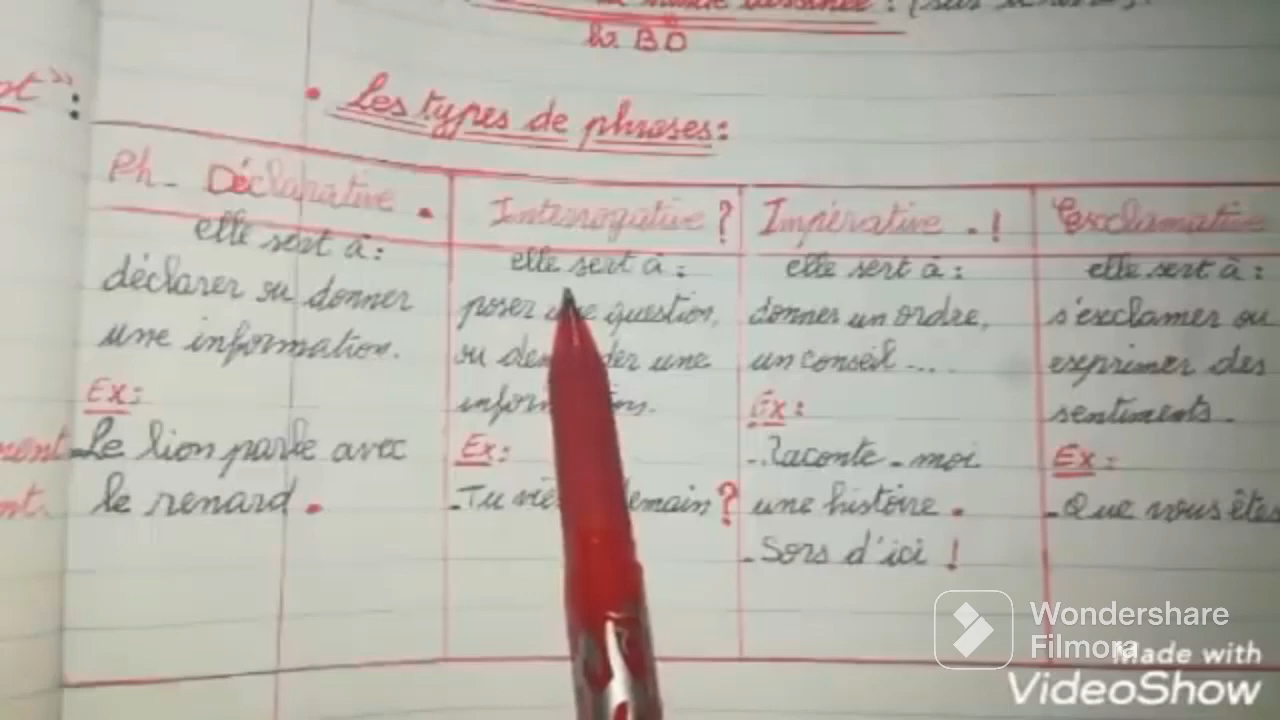 la BD
• Les types de phrases:
Ph - Déclarative .
elle sert à:
déclarer ou donner
une information.
Ex:
-Le lion parle avec
le renard.
Interrogative ?
elle sert à:
poser une question,
ou demander une
information.
Ex:
-Tu viens demain ?
Impérative . !
elle sert à:
donner un ordre,
un conseil ....
Ex:
-Raconte-moi
une histoire.
-Sors d'ici !
Exclamative
elle sert à:
s'exclamer ou
exprimer des
sentiments.
Ex:
-Que vous êtes
Wondershare
Filmora
Made with
VideoShow